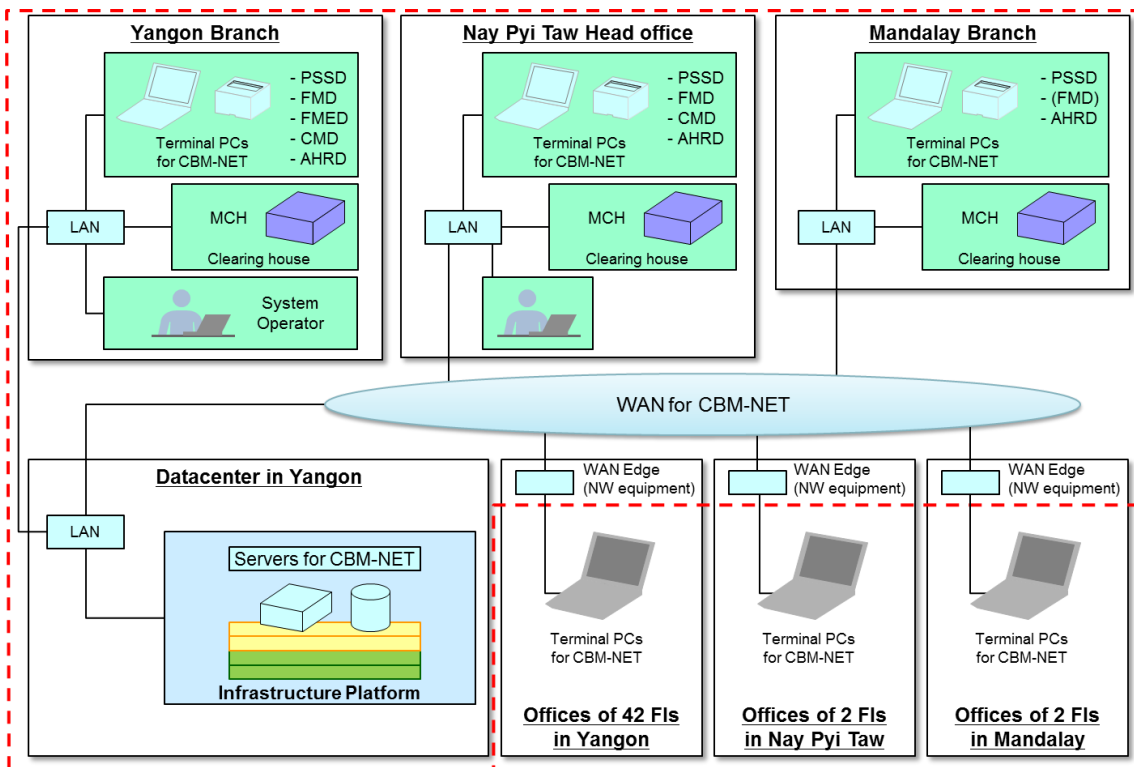 Yangon Branch
- PSSD
- FMD
- FMED
- CMD
- AHRD
Terminal PCs
for CBM-NET
LAN
MCH
Clearing house
System
Operator
Nay Pyi Taw Head office
- PSSD
- FMD
- CMD
- AHRD
Terminal PCs
for CBM-NET
LAN
MCH
Clearing house
Mandalay Branch
- PSSD
- (FMD)
- AHRD
Terminal PCs
for CBM-NET
LAN
MCH
Clearing house
WAN for CBM-NET
Datacenter in Yangon
LAN
Servers for CBM-NET
Infrastructure Platform
WAN Edge
(NW equipment)
Terminal PCs
for CBM-NET
Offices of 42 FIs
in Yangon
WAN Edge
(NW equipment)
Terminal PCs
for CBM-NET
Offices of 2 FIs
in Nay Pyi Taw
WAN Edge
(NW equipment)
Terminal PCs
for CBM-NET
Offices of 2 FIs
in Mandalay